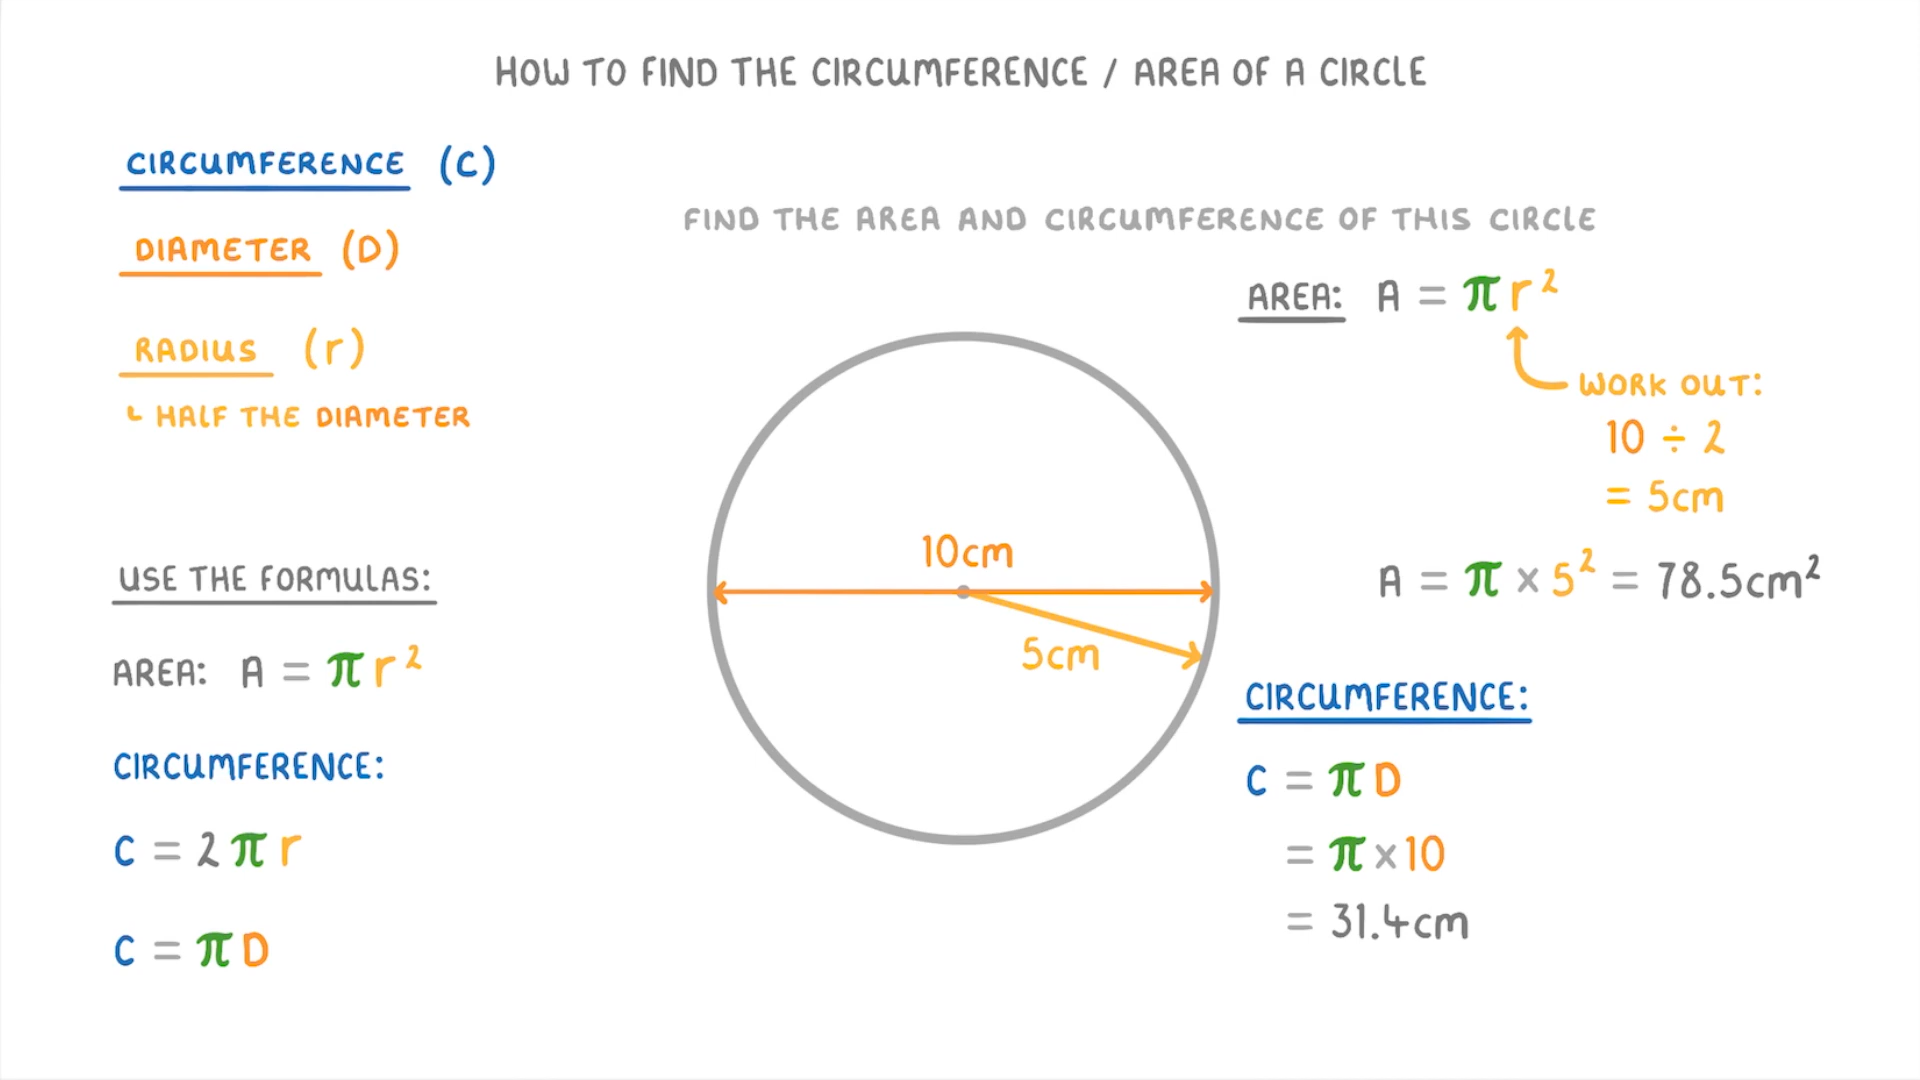 HOW TO FIND THE CIRCUMFERENCE / AREA OF A CIRCLE
CIRCUMFERENCE (C)
DIAMETER (D)
RADIUS (r)
↳ HALF THE DIAMETER
USE THE FORMULAS:
AREA: A = πr²
CIRCUMFERENCE:
C = 2πr
C = πD
FIND THE AREA AND CIRCUMFERENCE OF THIS CIRCLE
10cm
5cm
AREA: A = πr²
WORK OUT:
10 ÷ 2
= 5cm
A = π × 5² = 78.5cm²
CIRCUMFERENCE:
C = πD
= π × 10
= 31.4cm